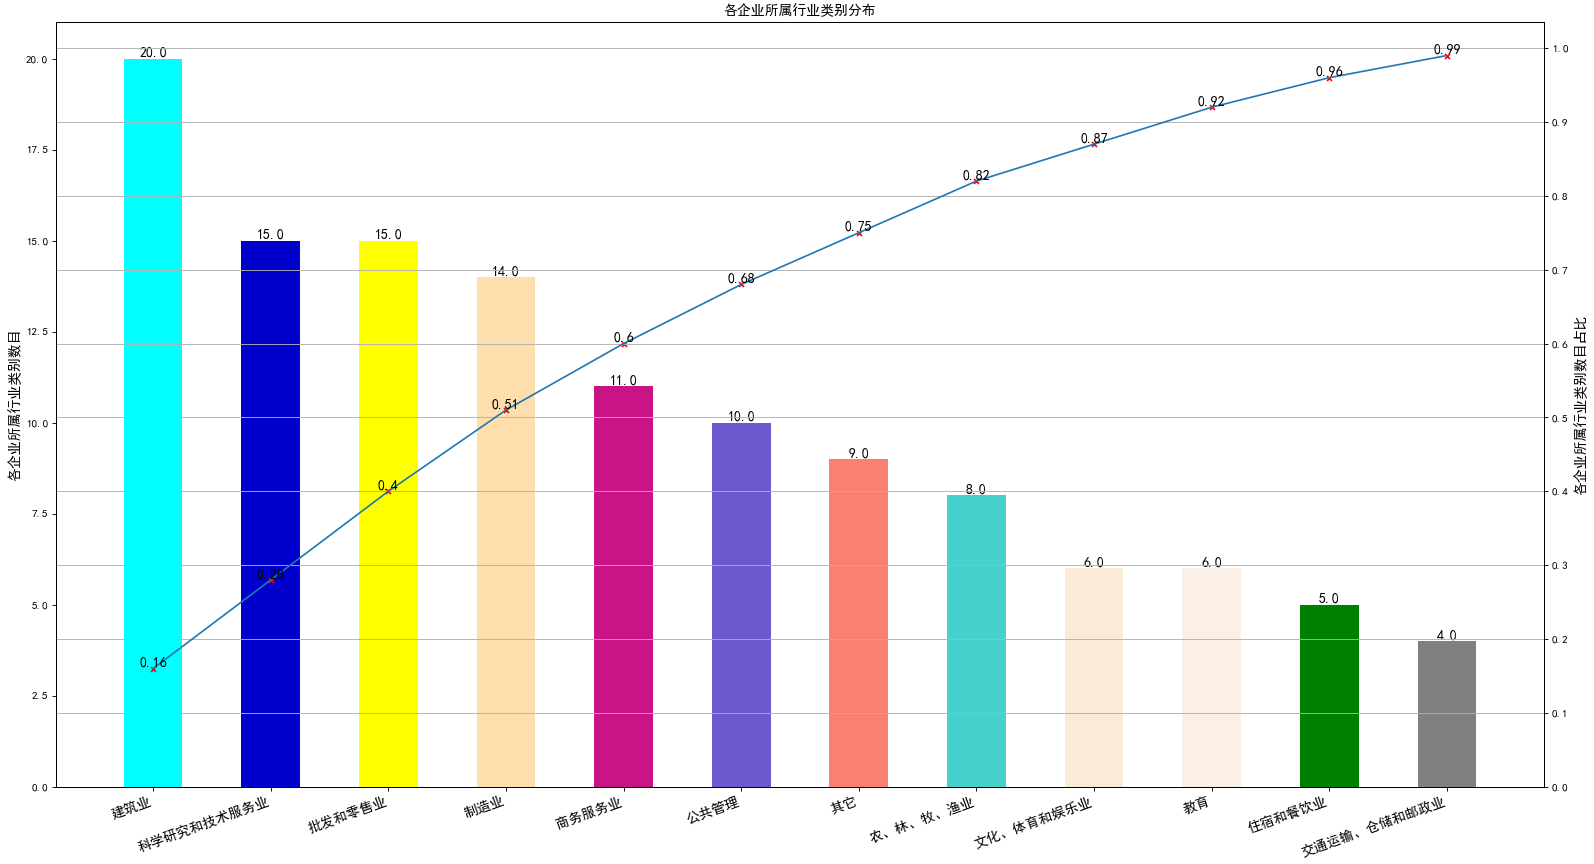 各企业所属行业类别分布
各企业所属行业类别数目
20.0
17.5
15.0
12.5
10.0
7.5
5.0
2.5
0.0
20.0
15.0
15.0
14.0
11.0
10.0
9.0
8.0
6.0
6.0
5.0
4.0
0.16
0.28
0.4
0.51
0.6
0.68
0.75
0.82
0.87
0.92
0.96
0.99
1.0
0.9
0.8
0.7
0.6
0.5
0.4
0.3
0.2
0.1
0.0
各企业所属行业类别数目占比
建筑业
科学研究和技术服务业
批发和零售业
制造业
商务服务业
公共管理
其它
农、林、牧、渔业
文化、体育和娱乐业
教育
住宿和餐饮业
交通运输、仓储和邮政业